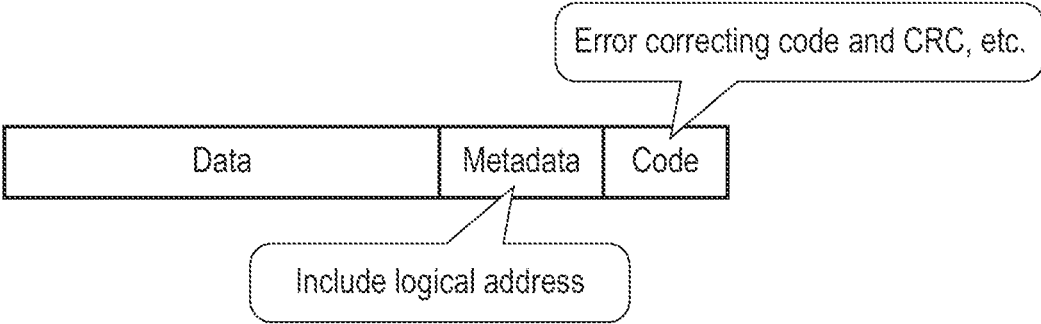 Error correcting code and CRC, etc.
Data
Metadata
Code
Include logical address